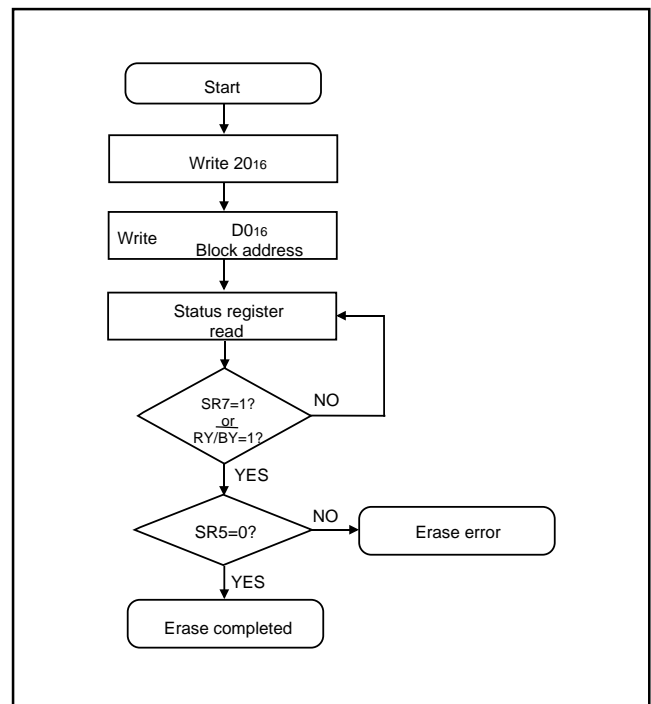 Start
Write 2016
Write D016
Block address
Status register
read
SR7=1?
or
RY/BY=1?
NO
YES
SR5=0?
NO
Erase error
YES
Erase completed